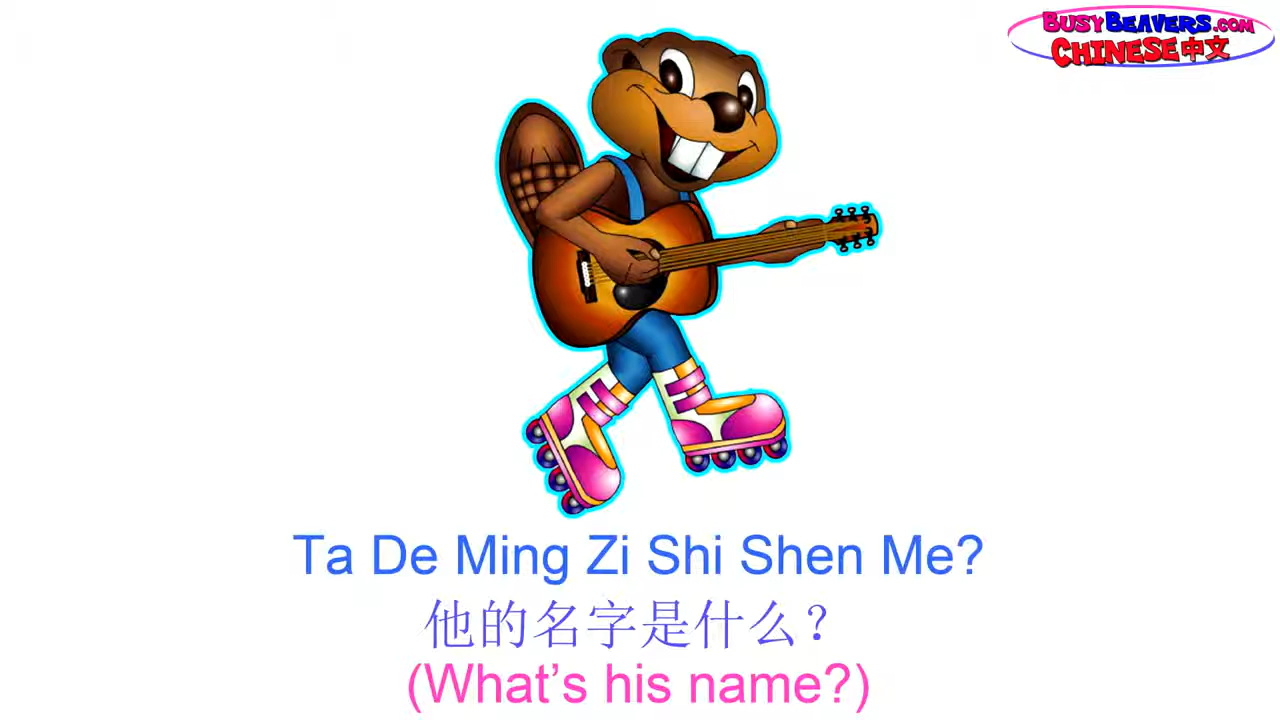 BUSYBEAVERS.COM
CHINESE中文
Ta De Ming Zi Shi Shen Me?
他的名字是什么?
(What's his name?)